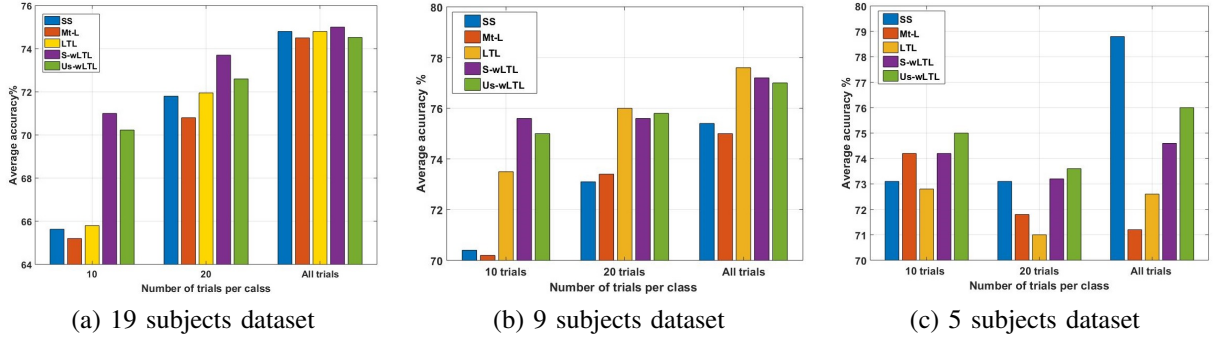 76
74
72
70
68
66
64
Average accuracy%
SS
Mt-L
LTL
S-wLTL
Us-wLTL
10
20
All trials
Number of trials per calss
(a) 19 subjects dataset
80
78
76
74
73
72
71
70
Average acuuracy %
SS
Mt-L
LTL
S-wLTL
Us-wLTL
10 trials
20 trials
All trials
Number of trials per class
(b) 9 subjects dataset
80
79
78
77
76
75
74
73
72
71
70
Average acuuracy %
SS
Mt-L
LTL
S-wLTL
Us-wLTL
10 trials
20 trials
All trials
Number of trials per class
(c) 5 subjects dataset